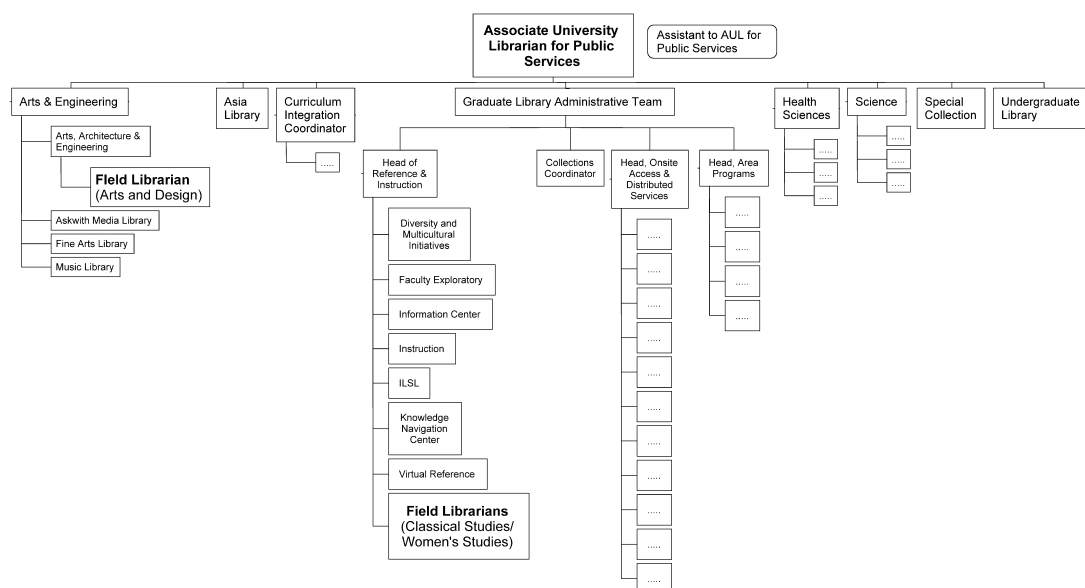 Associate University
Librarian for Public
Services
Assistant to AUL for
Public Services
Arts & Engineering
Asia
Library
Curriculum
Integration
Coordinator
Graduate Library Administrative Team
Health
Sciences
Science
Special
Collection
Undergraduate
Library
Arts, Architecture &
Engineering
Field Librarian
(Arts and Design)
Askwith Media Library
Fine Arts Library
Music Library
.....
Head of
Reference &
Instruction
Diversity and
Multicultural
Initiatives
Faculty Exploratory
Information Center
Instruction
ILSL
Knowledge
Navigation
Center
Virtual Reference
Field Librarians
(Classical Studies/
Women's Studies)
Collections
Coordinator
Head, Onsite
Access &
Distributed
Services
.....
.....
.....
.....
.....
.....
.....
.....
.....
.....
.....
Head, Area
Programs
.....
.....
.....
.....
.....
.....
.....
.....
.....
.....